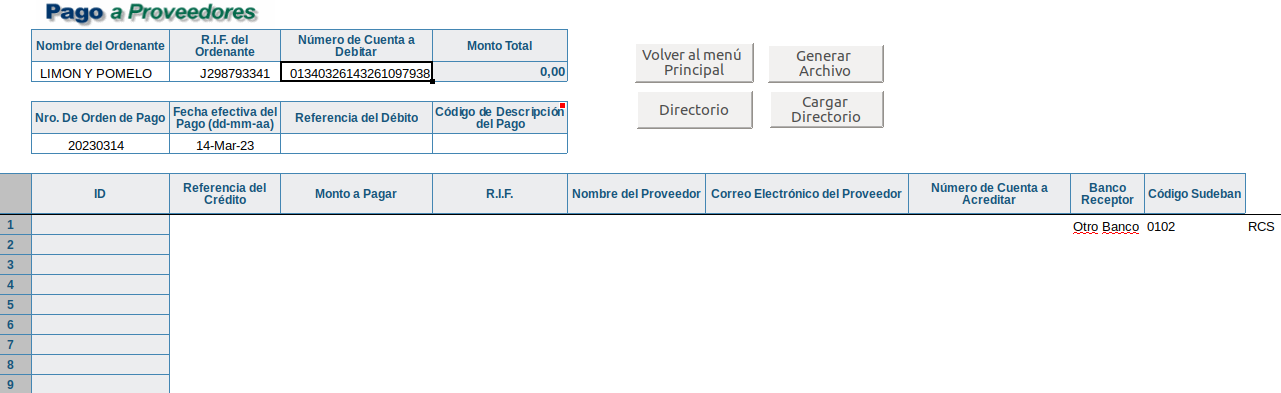 Pago a Proveedores
Nombre del Ordenante
R.I.F. del
Ordenante
Número de Cuenta a
Debitar
Monto Total
LIMON Y POMELO
J298793341
01340326143261097938
0,00
Volver al menú
Principal
Generar
Archivo
Directorio
Cargar
Directorio
Nro. De Orden de Pago
Fecha efectiva del
Pago (dd-mm-aa)
Referencia del Débito
Código de Descripción
del Pago
20230314
14-Mar-23
ID
Referencia del
Crédito
Monto a Pagar
R.I.F.
Nombre del Proveedor
Correo Electrónico del Proveedor
Número de Cuenta a
Acreditar
Banco
Receptor
Código Sudeban
1
Otro Banco
0102
RCS
2
3
4
5
6
7
8
9